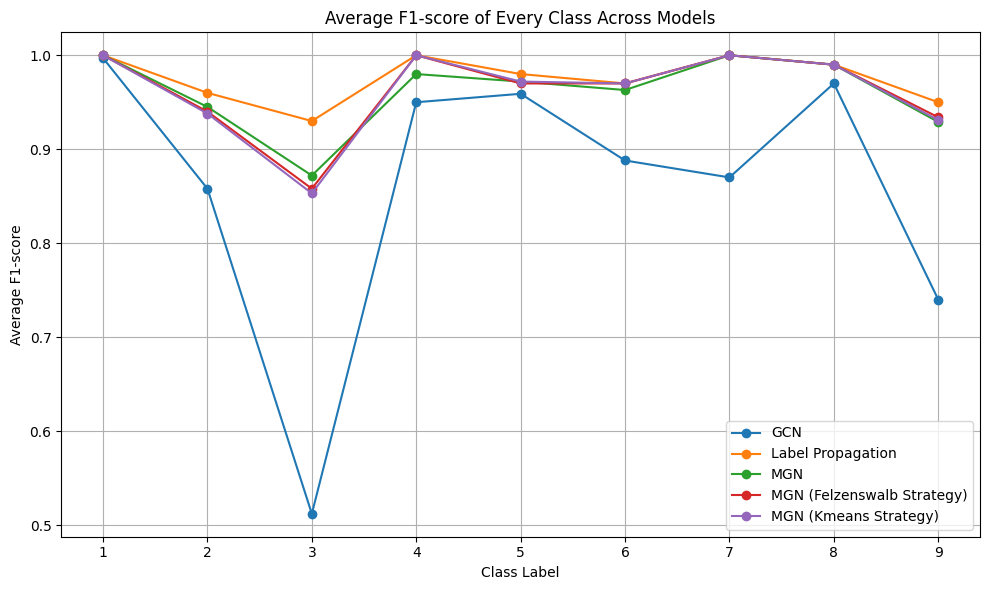 Average F1-score of Every Class Across Models
Average F1-score
1.0
0.9
0.8
0.7
0.6
0.5
1 2 3 4 5 6 7 8 9
Class Label
GCN
Label Propagation
MGN
MGN (Felzenswalb Strategy)
MGN (Kmeans Strategy)